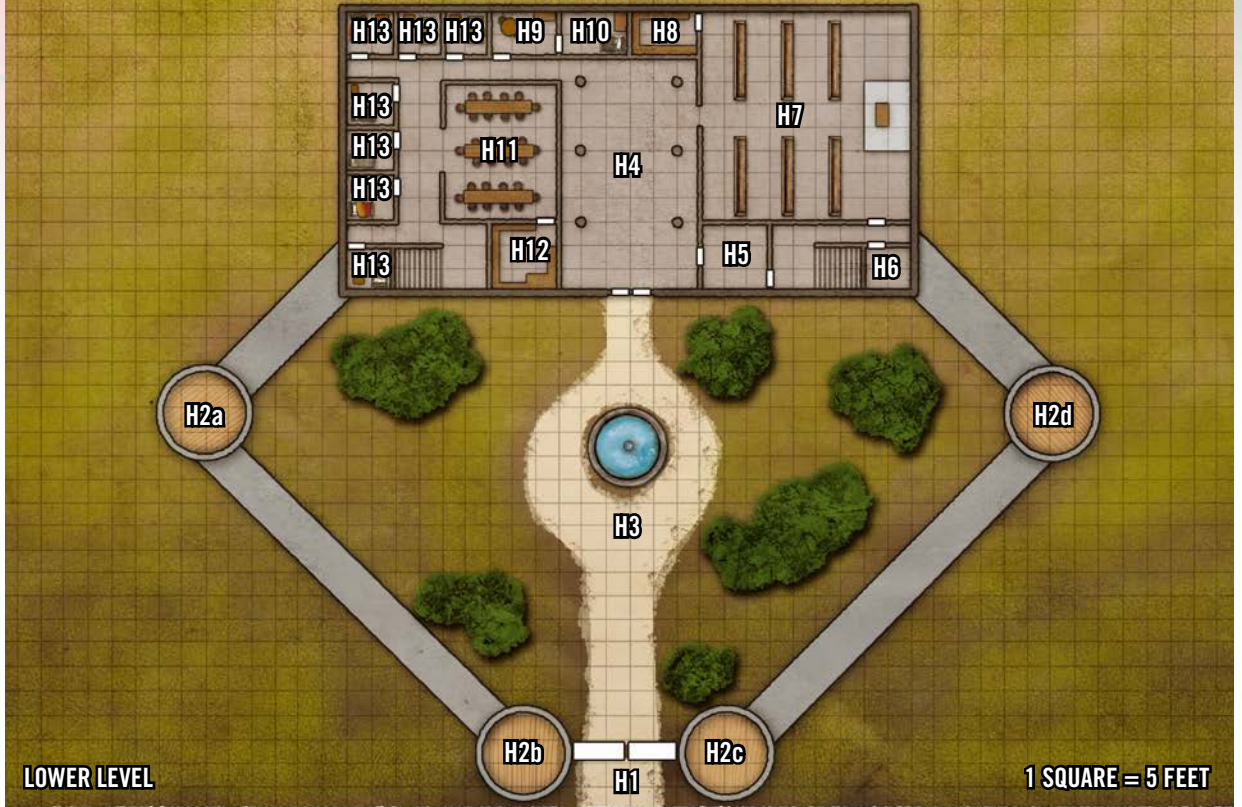 H13 H13 H13 H9 H10 H8
H13
H7
H13
H11
H4
H13
H12
H5
H13
H6
H2a
H2d
H3
H2b
H2c
H1
LOWER LEVEL
1 SQUARE = 5 FEET